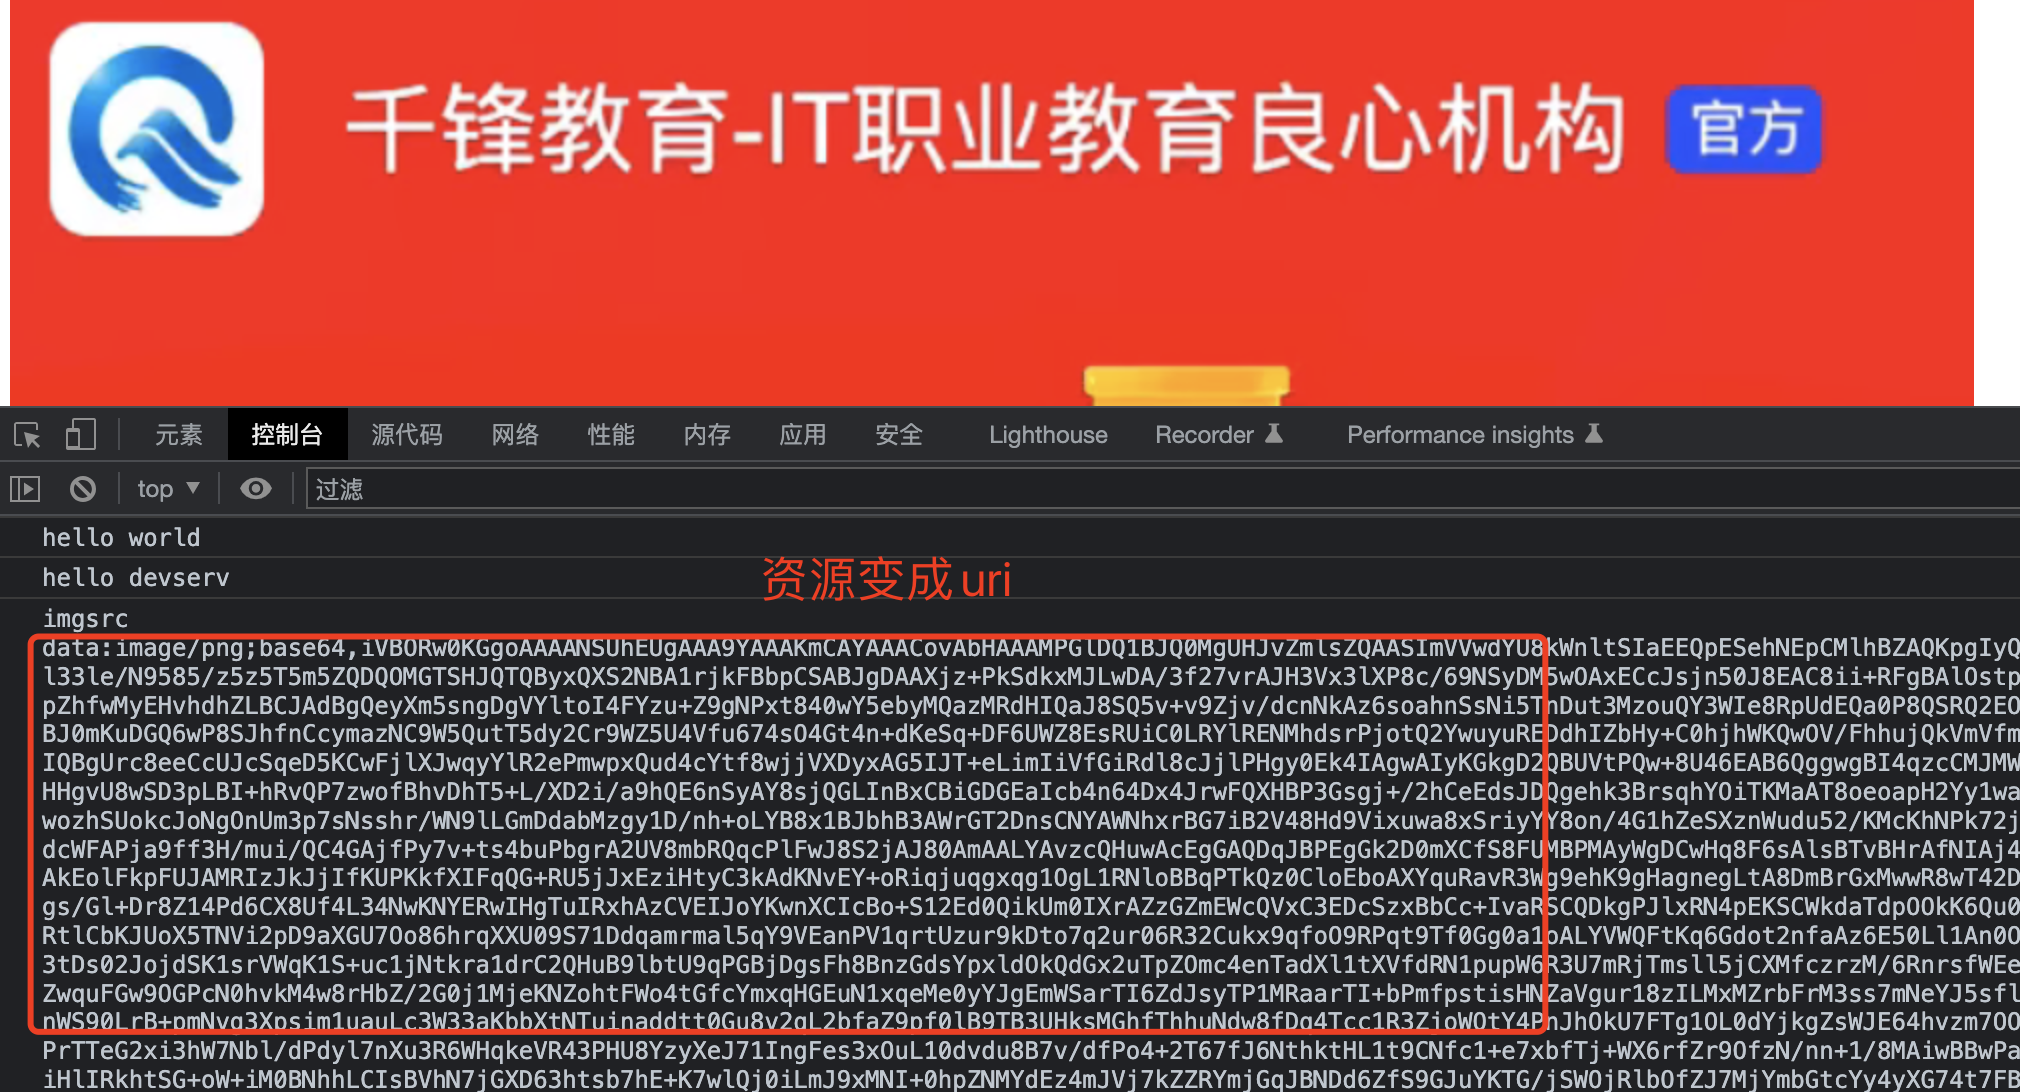 千锋教育-IT职业教育良心机构 官方
元素 控制台 源代码 网络 性能 内存 应用 安全 Lighthouse Recorder Performance insights
top 过滤
hello world
hello devserv
资源变成uri
imgsrc
data:image/png;base64,iVBORw0KGgoAAAANSUhEUgAAA9YAAAKmCAYAAACovAbHAAAMPGlDQ1BJQ0MgUHJvZmlsZQAASImVVwdYU8kWnltSIaEEQpESehNEpCMlhBZAQKpgIyQ
l33le/N9585/z5z5T5m5ZQDQOMGTSHJQTQByxQXS2NBA1rjkFBbpCSABJgDAAXjz+PkSdkxMJLwDA/3f27vrAJH3Vx3lXP8c/69NSyDM5wOAxECcJsjn50J8EAC8ii+RFgBAlOstp
pZhfwMyEHvhdhZLBCJAdBgQeyXm5sngDgVYltoI4FYzu+Z9gNPxt840wY5ebyMQazMRdHIQaJ8SQ5v+v9Zjv/dcnNkAz6soahnSsNi5TnDut3MzouQY3WIe8RpUdEQa0P8QSRQ2EO
BJ0mKuDGQ6wP8SJhfnCcymazNC9W5QutT5dy2Cr9WZ5U4Vfu674sO4Gt4n+dKeSq+DF6UWZ8EsRUiC0LRYlRENMhdsrPjotQ2YwuyuREDdhIZbHy+C0hjhWKQwOV/FhhujQkVmVfm
IQBgUrc8eeCcUJcSqeD5KCwFjlXJwqyYlR2ePmwpxQud4cYtf8wjjVXDyxAG5IJT+eLimIiVfGiRdl8cJjlPHgy0Ek4IAgwAIyKGkgD2QBUVtPQw+8U46EAB6QggwgBI4qzcCMJMW
HHgvU8wSD3pLBI+hRvQP7zwofBhvDhT5+L/XD2i/a9hQE6nSyAY8sjQGLInBxCBiGDGEaIcb4n64Dx4JrwFQXHBP3Gsgj+/2hCeEdsJDQgehk3BrsqhYOiTKMaAT8oeoapH2Yy1wa
wozhSUokcJoNgOnUm3p7sNsshr/WN9lLGmDdabMzgy1D/nh+oLYB8x1BJbhB3AWrGT2DnsCNYAWNhxrBG7iB2V48Hd9Vixuwa8xSriyYY8on/4G1hZeSXznWudu52/KMcKhNPk72j
dcWFAPja9ff3H/mui/QC4GAjfPy7v+ts4buPbgrA2UV8mbRQqcPlFwJ8S2jAJ80AmAALYAvzcQHuwAcEgGAQDqJBPEgGk2D0mXCfS8FUMBPMAyWgDCwHq8F6sAlsBTvBHrAfNIAj4
AkEolFkpFUJAMRIzJkJjIfKUPKkfXIFqQG+RU5jJxEziHtyC3kAdKNvEY+oRiqjuqgxqg1OgL1RNloBBqPTkQz0CloEboAXYquRavR3Wg9ehK9gHagnegLtA8DmBrGxMwwR8wT42D
gs/Gl+Dr8Z14Pd6CX8Uf4L34NwKNYERwIHgTuIRxhAzCVEIJoYKwnXCIcBo+S12Ed0QikUm0IXrAZzGZmEWcQVxC3EDcSzxBbCc+IvaRSCQDkgPJlxRN4pEKSCWkdaTdpOOkK6Qu0
RtlCbKJUoX5TNVi2pD9aXGU7Oo86hrqXXU09S71Ddqamrmal5qY9VEanPV1qrtUzur9kDto7q2ur06R32Cukx9qfoO9RPqt9Tf0Gg0a1oALYVWQFtKq6Gdot2nfaAz6E50Ll1An0O
3tDs02JojdSK1srVWqK1S+uc1jNtkra1drC2QHuB9lbtU9qPGBjDgsFh8BnzGdsYpxldOkQdGx2uTpZOmc4enTadXl1tXVfdRN1pupW6R3U7mRjTmsll5jCXMfczrzM/6RnrsfWEe
ZwquFGw9OGPcN0hvkM4w8rHbZ/2G0j1MjeKNZohtFWo4tGfcYmxqHGEuN1xqeMe0yYJgEmWSarTI6ZdJsyTP1MRaarTI+bPmfpstisHNZaVgur18zILMxMZrbFrM3ss7mNeYJ5sfl
PrTTeG2xi3hW7Nbl/dPdyl7nXu3R6WHqkeVR43PHU8YzyXeJ71IngFes3xOuL10dvdu8B7v/dfPo4+2T67fJ6NthktHL1t9CNfc1+e7xbfTj+WX6rfZr9OfzN/nn+1/8MAiwBBwPa
iHlIRkhtSG+oW+iM0BNhhLCIsBVhN7jGXD63htsb7hE+K7wlQj0iLmJ9xMNI+0hpZNMYdEz4mJVj7kZZRYmjGqJBNDd6ZfS9GJuYKTG/jSWOjRlbOfZJ7MjYmbGtcYy4yXG74t7FB